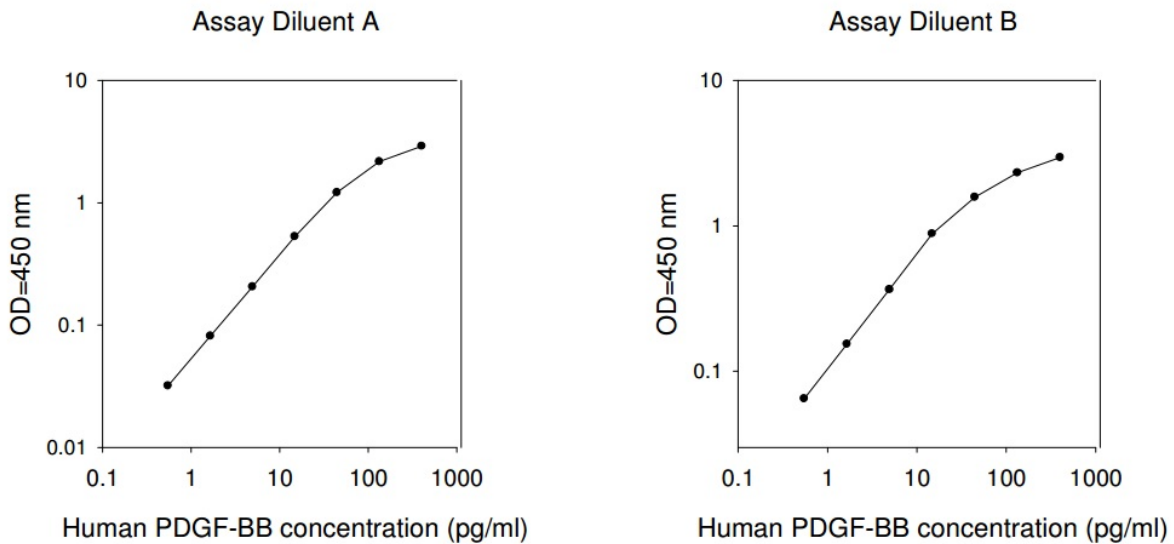 Assay Diluent A
10
1
0.1
0.01
OD=450 nm
0.1 1 10 100 1000
Human PDGF-BB concentration (pg/ml)
Assay Diluent B
10
1
0.1
OD=450 nm
0.1 1 10 100 1000
Human PDGF-BB concentration (pg/ml)